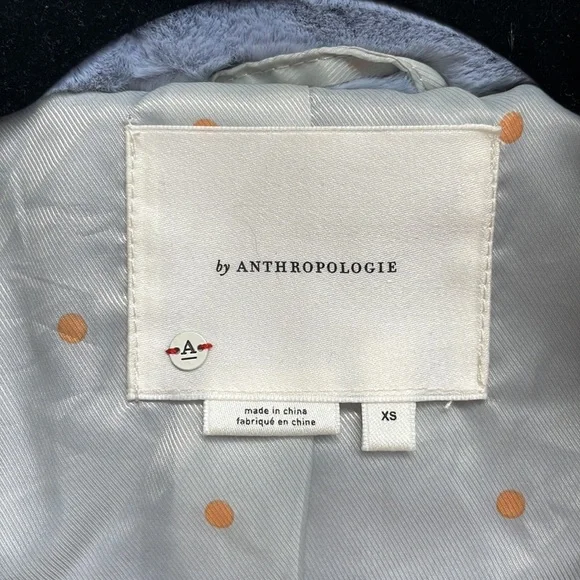 by ANTHROPOLOGIE
A
made in china
fabriqué en chine
XS